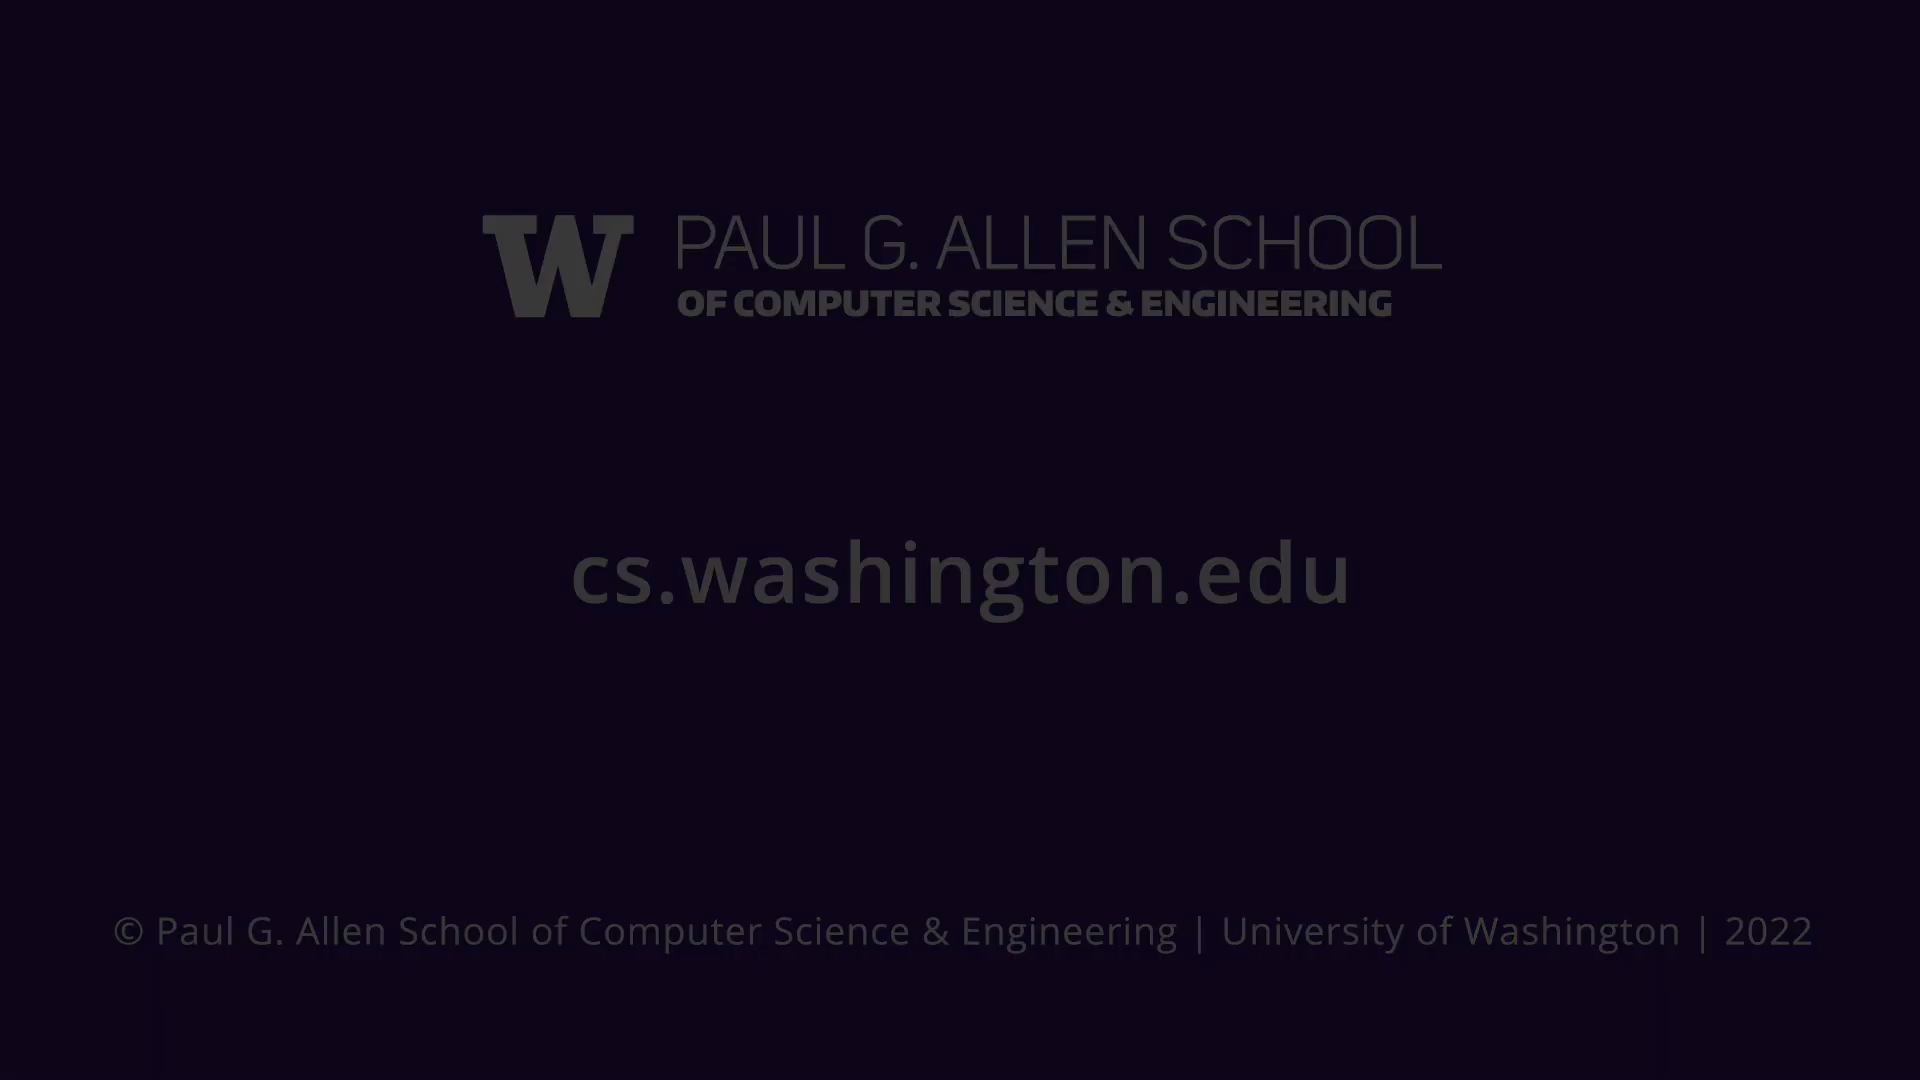 W PAUL G. ALLEN SCHOOL
OF COMPUTER SCIENCE & ENGINEERING
cs.washington.edu
© Paul G. Allen School of Computer Science & Engineering | University of Washington | 2022